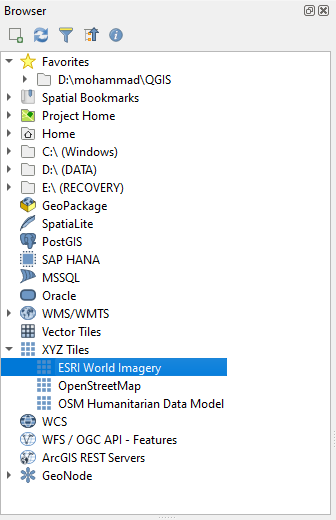 Browser
Favorites
D:\mohammad\QGIS
Spatial Bookmarks
Project Home
Home
C:\ (Windows)
D:\ (DATA)
E:\ (RECOVERY)
GeoPackage
SpatiaLite
PostGIS
SAP HANA
MSSQL
Oracle
WMS/WMTS
Vector Tiles
XYZ Tiles
ESRI World Imagery
OpenStreetMap
OSM Humanitarian Data Model
WCS
WFS / OGC API - Features
ArcGIS REST Servers
GeoNode